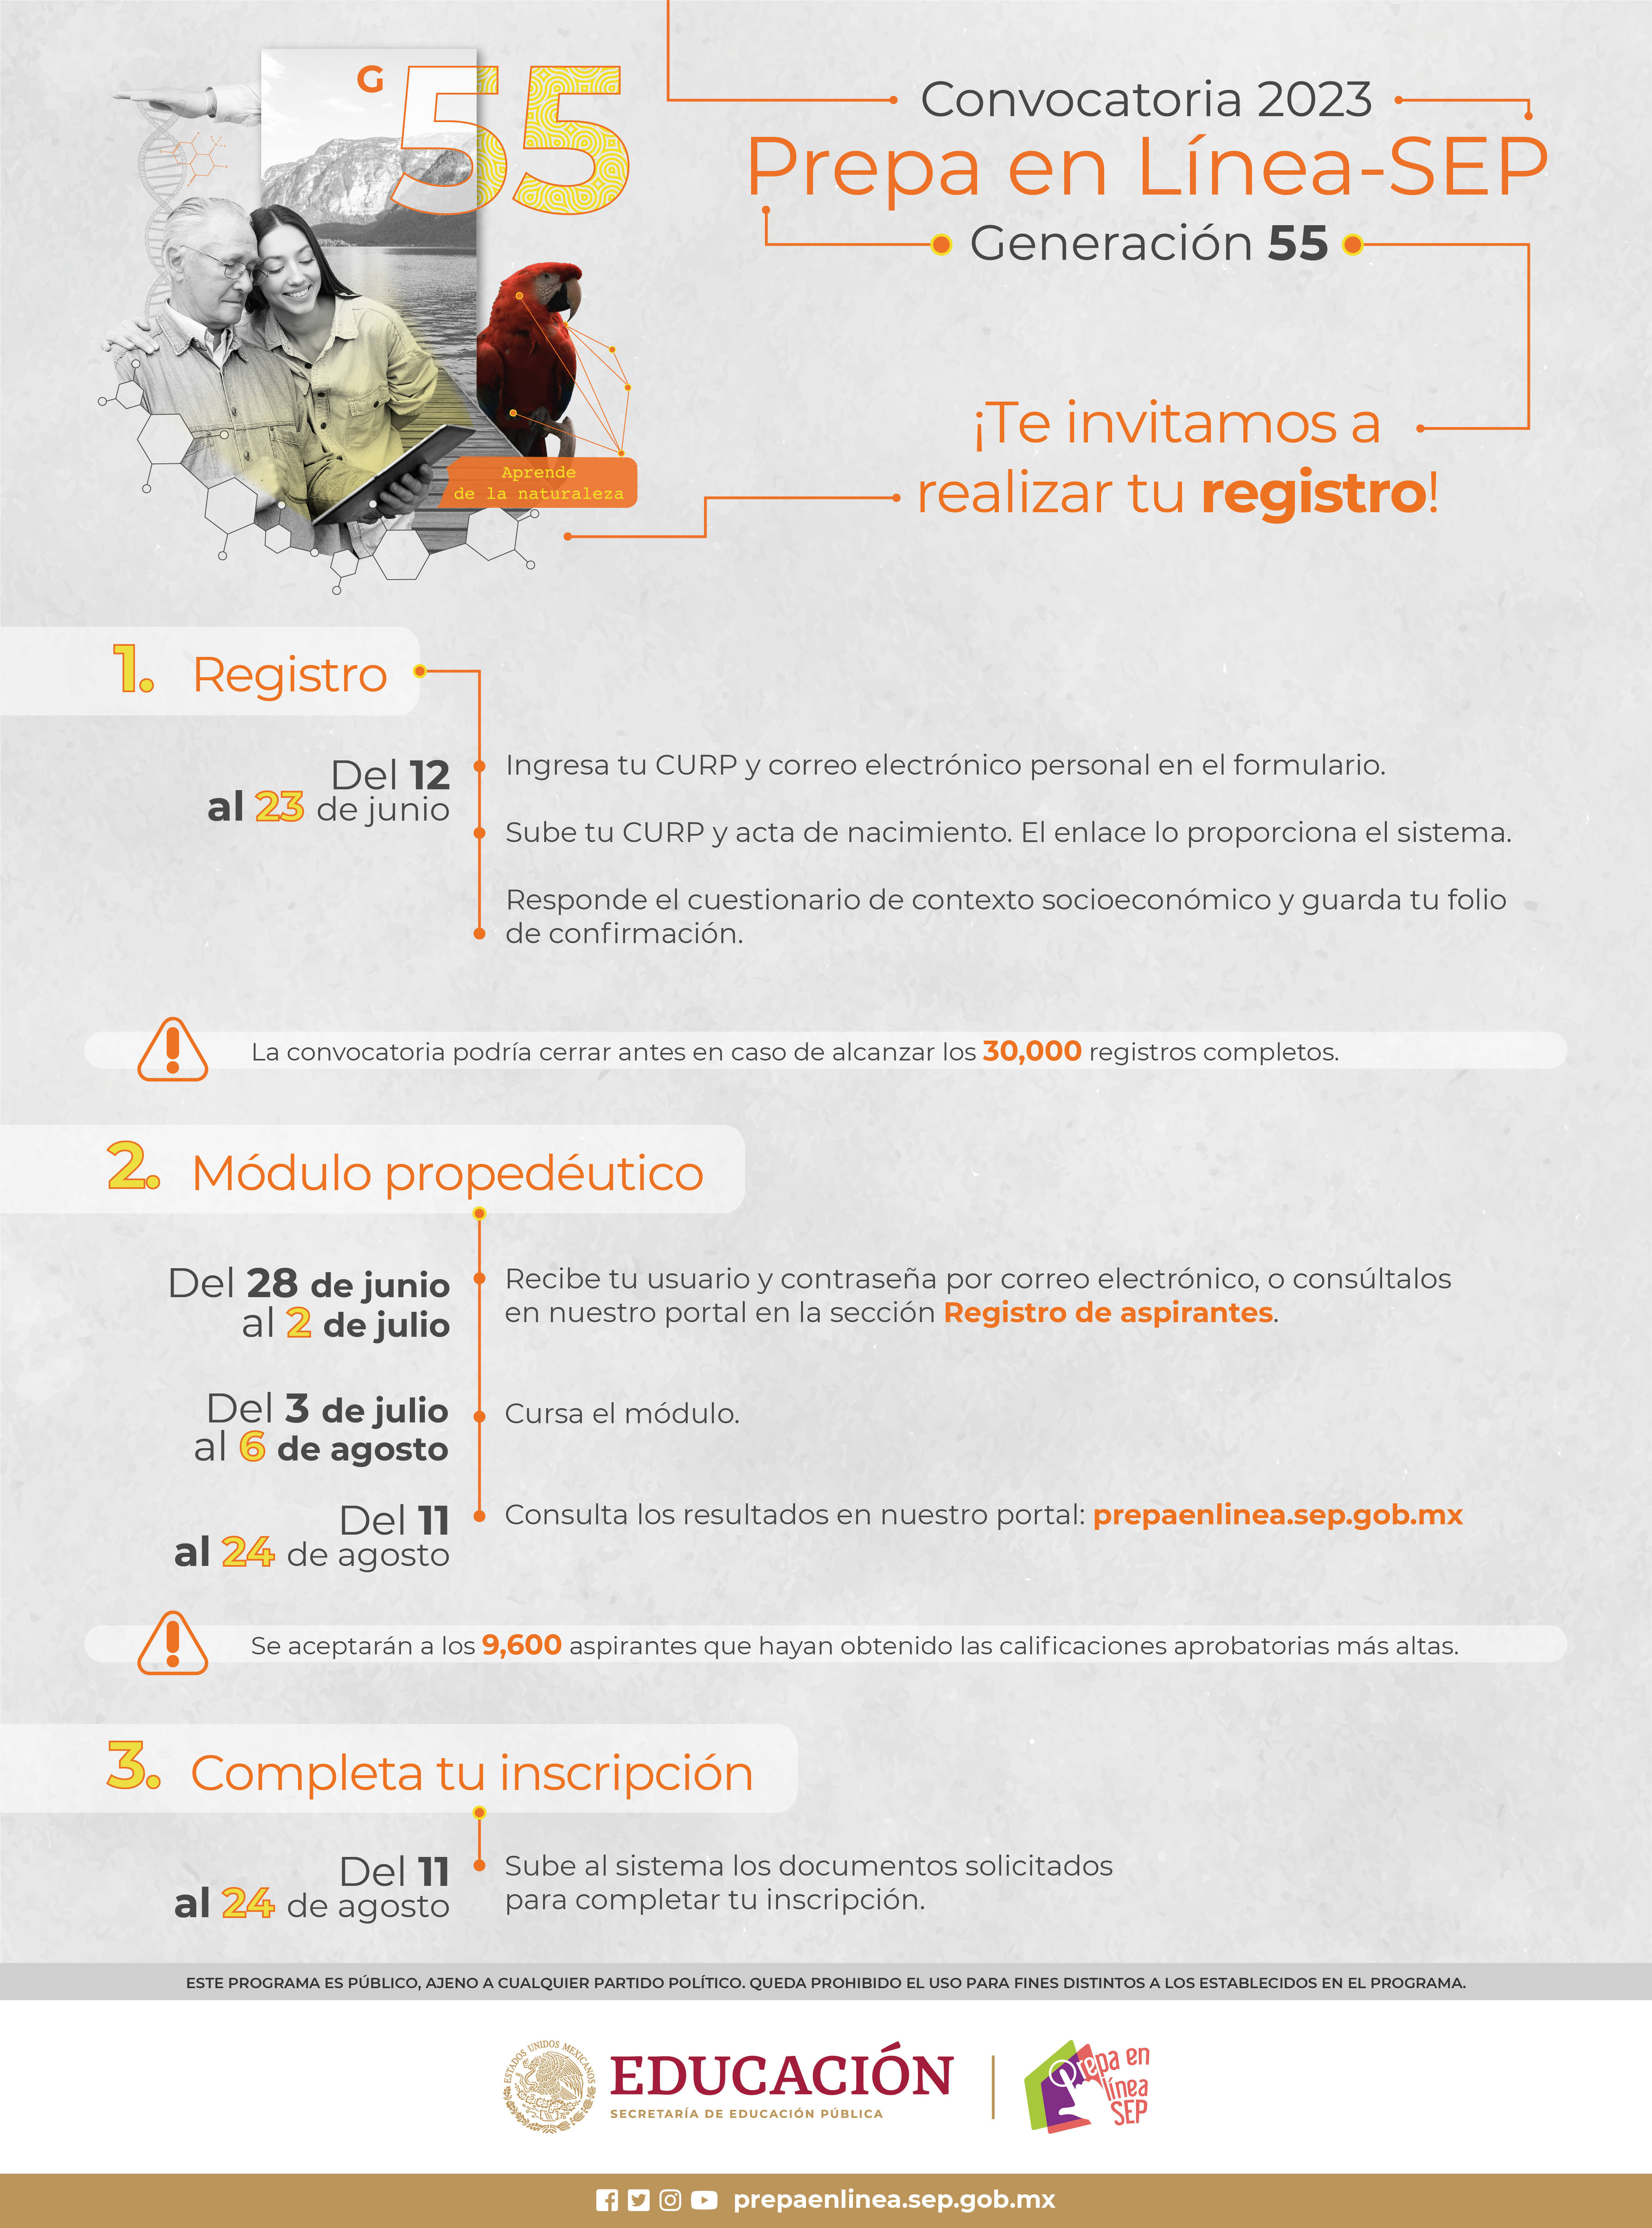 G
55
Convocatoria 2023
Prepa en Línea-SEP
Generación 55
¡Te invitamos a
realizar tu registro!
Aprende
de la naturaleza
1. Registro
Del 12
al 23 de junio
Ingresa tu CURP y correo electrónico personal en el formulario.
Sube tu CURP y acta de nacimiento. El enlace lo proporciona el sistema.
Responde el cuestionario de contexto socioeconómico y guarda tu folio
de confirmación.
La convocatoria podría cerrar antes en caso de alcanzar los 30,000 registros completos.
2. Módulo propedéutico
Del 28 de junio
al 2 de julio
Recibe tu usuario y contraseña por correo electrónico, o consúltalos
en nuestro portal en la sección Registro de aspirantes.
Del 3 de julio
al 6 de agosto
Cursa el módulo.
Del 11
al 24 de agosto
Consulta los resultados en nuestro portal: prepaenlinea.sep.gob.mx
Se aceptarán a los 9,600 aspirantes que hayan obtenido las calificaciones aprobatorias más altas.
3. Completa tu inscripción
Del 11
al 24 de agosto
Sube al sistema los documentos solicitados
para completar tu inscripción.
ESTE PROGRAMA ES PÚBLICO, AJENO A CUALQUIER PARTIDO POLÍTICO. QUEDA PROHIBIDO EL USO PARA FINES DISTINTOS A LOS ESTABLECIDOS EN EL PROGRAMA.
ESTADOS UNIDOS MEXICANOS
EDUCACIÓN
SECRETARÍA DE EDUCACIÓN PÚBLICA
Prepa en
línea
SEP
prepaenlinea.sep.gob.mx